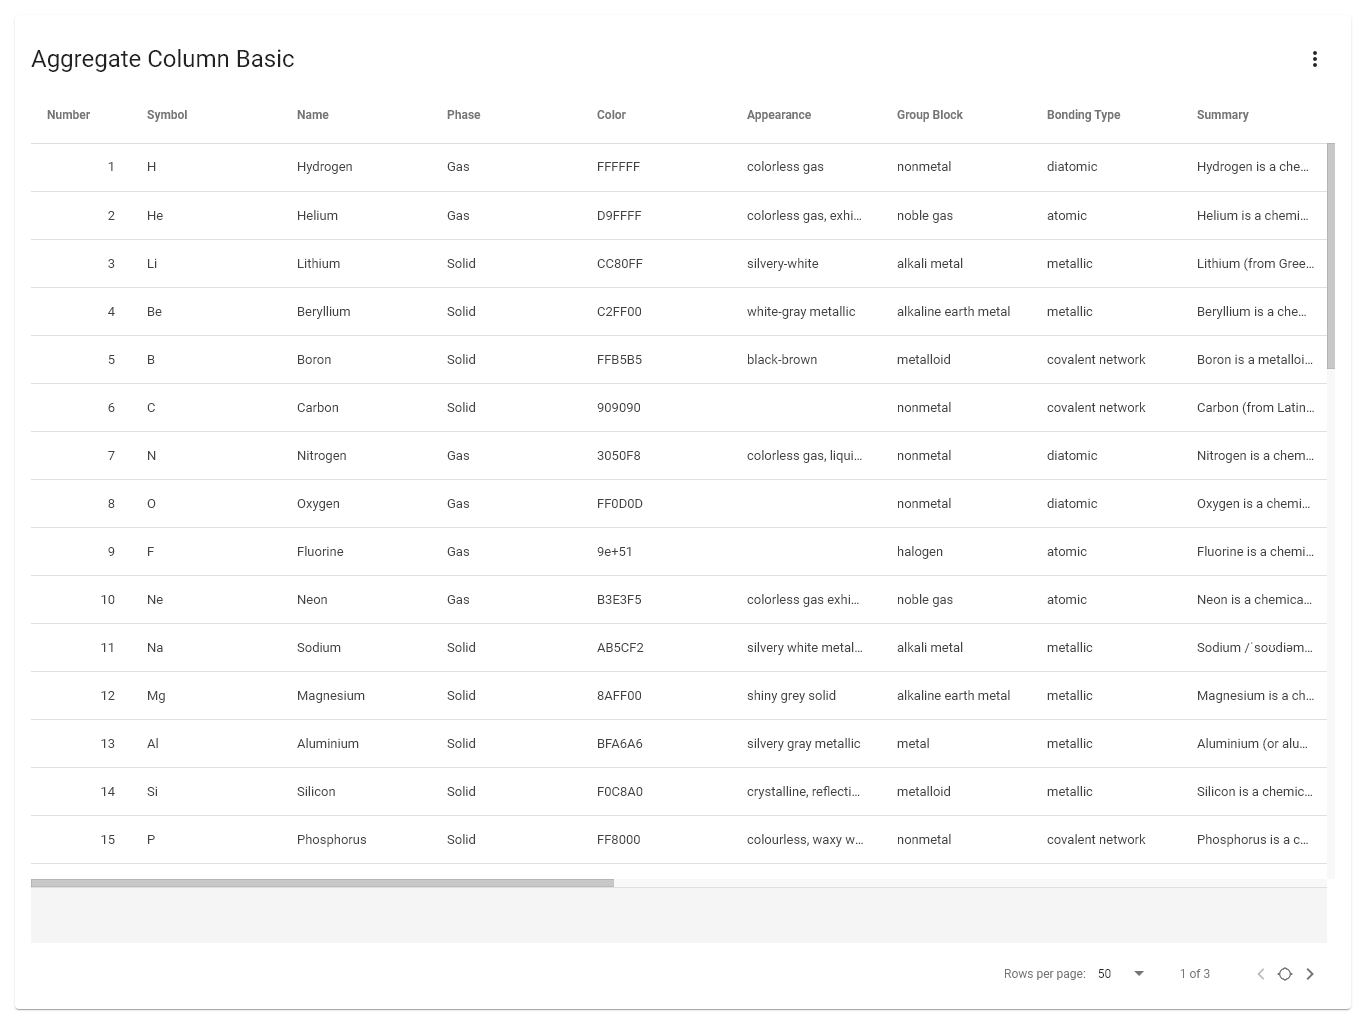 Aggregate Column Basic
Number Symbol Name Phase Color Appearance Group Block Bonding Type Summary
1 H Hydrogen Gas FFFFFF colorless gas nonmetal diatomic Hydrogen is a che...
2 He Helium Gas D9FFFF colorless gas, exhi... noble gas atomic Helium is a chemi...
3 Li Lithium Solid CC80FF silvery-white alkali metal metallic Lithium (from Gree...
4 Be Beryllium Solid C2FF00 white-gray metallic alkaline earth metal metallic Beryllium is a che...
5 B Boron Solid FFB5B5 black-brown metalloid covalent network Boron is a metalloi...
6 C Carbon Solid 909090 nonmetal covalent network Carbon (from Latin...
7 N Nitrogen Gas 3050F8 colorless gas, liqui... nonmetal diatomic Nitrogen is a chem...
8 O Oxygen Gas FF0D0D nonmetal diatomic Oxygen is a chemi...
9 F Fluorine Gas 9e+51 halogen atomic Fluorine is a chemi...
10 Ne Neon Gas B3E3F5 colorless gas exhi... noble gas atomic Neon is a chemica...
11 Na Sodium Solid AB5CF2 silvery white metal... alkali metal metallic Sodium /ˈsoʊdiəm...
12 Mg Magnesium Solid 8AFF00 shiny grey solid alkaline earth metal metallic Magnesium is a ch...
13 Al Aluminium Solid BFA6A6 silvery gray metallic metal metallic Aluminium (or alu...
14 Si Silicon Solid F0C8A0 crystalline, reflecti... metalloid metallic Silicon is a chemic...
15 P Phosphorus Solid FF8000 colourless, waxy w... nonmetal covalent network Phosphorus is a c...
Rows per page: 50 1 of 3